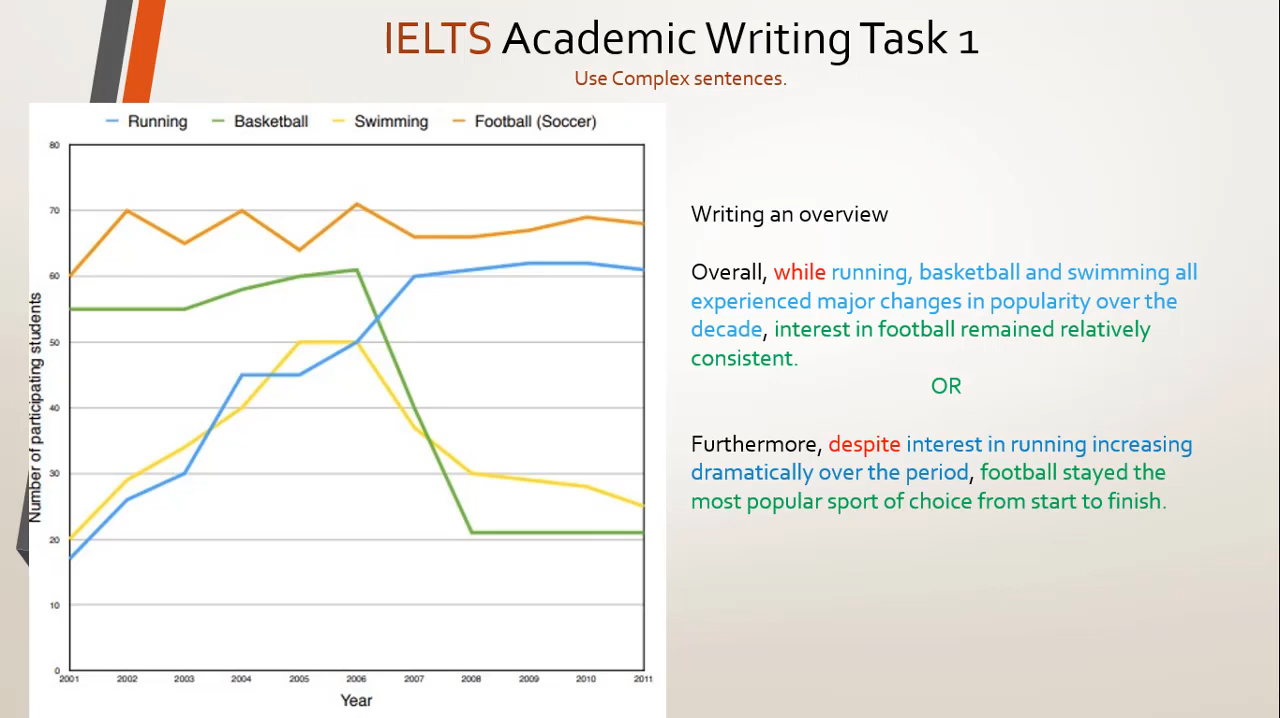 IELTS Academic Writing Task 1
Use Complex sentences.
Running Basketball Swimming Football (Soccer)
80
70
60
50
40
30
20
10
0
Number of participating students
2001 2002 2003 2004 2005 2006 2007 2008 2009 2010 2011
Year
Writing an overview
Overall, while running, basketball and swimming all
experienced major changes in popularity over the
decade, interest in football remained relatively
consistent.
OR
Furthermore, despite interest in running increasing
dramatically over the period, football stayed the
most popular sport of choice from start to finish.